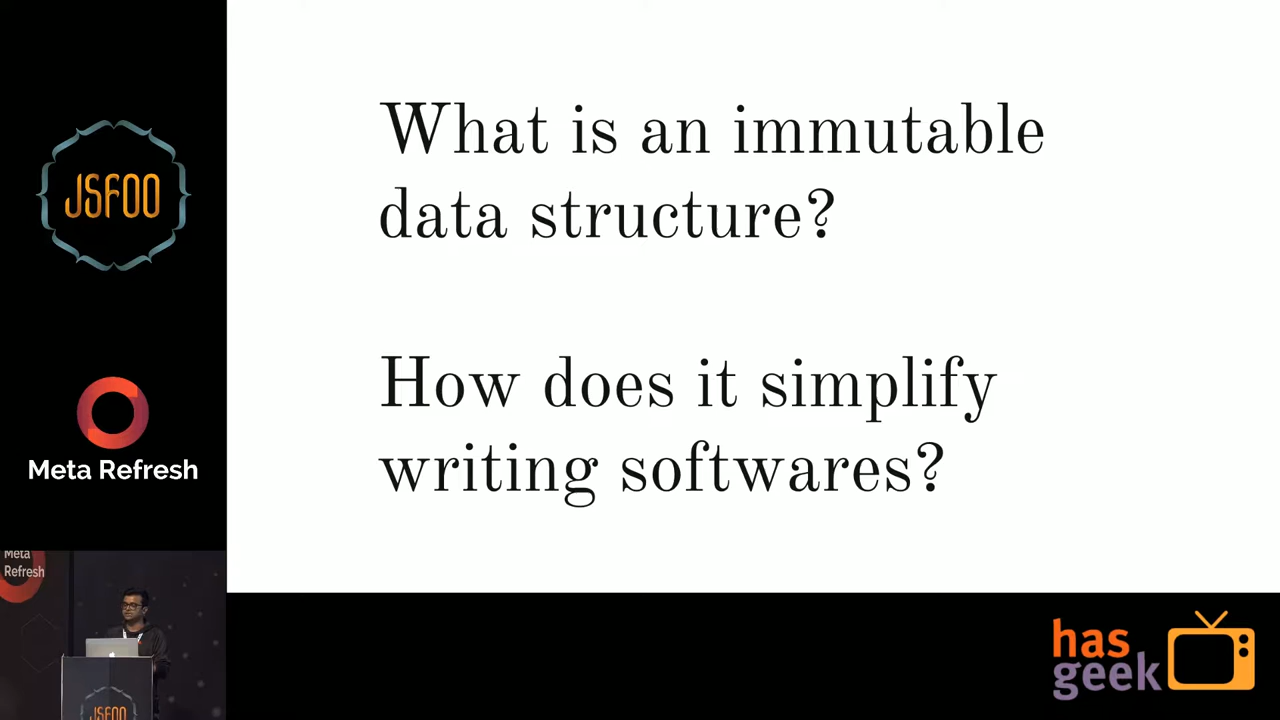 JSFOO
What is an immutable
data structure?
How does it simplify
writing softwares?
Meta Refresh
Meta
Refresh
JSFOO
has
geek